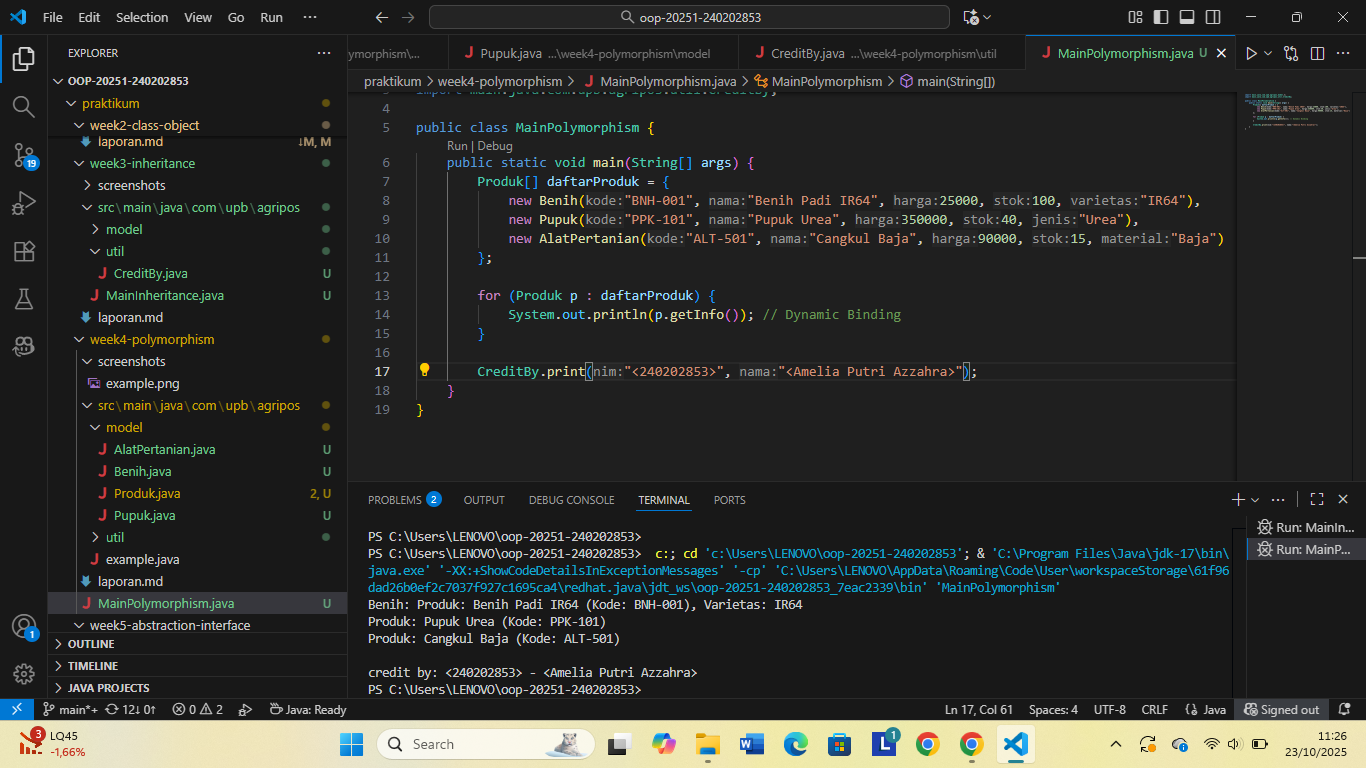 File Edit Selection View Go Run ··· oop-20251-240202853
EXPLORER ···
OOP-20251-240202853
praktikum
week2-class-object
laporan.md ↓M, M
week3-inheritance
screenshots
src\main\java\com\upb\agripos
model
util
CreditBy.java U
MainInheritance.java U
laporan.md
week4-polymorphism
screenshots
example.png
src\main\java\com\upb\agripos
model
AlatPertanian.java U
Benih.java U
Produk.java 2, U
Pupuk.java U
util
example.java
laporan.md
MainPolymorphism.java U
week5-abstraction-interface
OUTLINE
TIMELINE
JAVA PROJECTS
19
1
ymorphism\... Pupuk.java ...\week4-polymorphism\model CreditBy.java ...\week4-polymorphism\util MainPolymorphism.java U
praktikum > week4-polymorphism > MainPolymorphism.java > MainPolymorphism > main(String[])
4
5 public class MainPolymorphism {
Run | Debug
6 public static void main(String[] args) {
7 Produk[] daftarProduk = {
8 new Benih(kode:"BNH-001", nama:"Benih Padi IR64", harga:25000, stok:100, varietas:"IR64"),
9 new Pupuk(kode:"PPK-101", nama:"Pupuk Urea", harga:350000, stok:40, jenis:"Urea"),
10 new AlatPertanian(kode:"ALT-501", nama:"Cangkul Baja", harga:90000, stok:15, material:"Baja")
11 };
12
13 for (Produk p : daftarProduk) {
14 System.out.println(p.getInfo()); // Dynamic Binding
15 }
16
17 CreditBy.print(nim:"<240202853>", nama:"<Amelia Putri Azzahra>");
18 }
19 }
PROBLEMS 2 OUTPUT DEBUG CONSOLE TERMINAL PORTS
Run: MainIn...
Run: MainP...
PS C:\Users\LENOVO\oop-20251-240202853>
PS C:\Users\LENOVO\oop-20251-240202853> c:; cd 'c:\Users\LENOVO\oop-20251-240202853'; & 'C:\Program Files\Java\jdk-17\bin\
java.exe' '-XX:+ShowCodeDetailsInExceptionMessages' '-cp' 'C:\Users\LENOVO\AppData\Roaming\Code\User\workspaceStorage\61f96
dad26b0ef2c7037f927c1695ca4\redhat.java\jdt_ws\oop-20251-240202853_7eac2339\bin' 'MainPolymorphism'
Benih: Produk: Benih Padi IR64 (Kode: BNH-001), Varietas: IR64
Produk: Pupuk Urea (Kode: PPK-101)
Produk: Cangkul Baja (Kode: ALT-501)
credit by: <240202853> - <Amelia Putri Azzahra>
PS C:\Users\LENOVO\oop-20251-240202853>
main*+ 12↓ 0↑ 0 2 Java: Ready Ln 17, Col 61 Spaces: 4 UTF-8 CRLF {} Java Signed out
3 LQ45
-1,66%
Search
1
11:26
23/10/2025